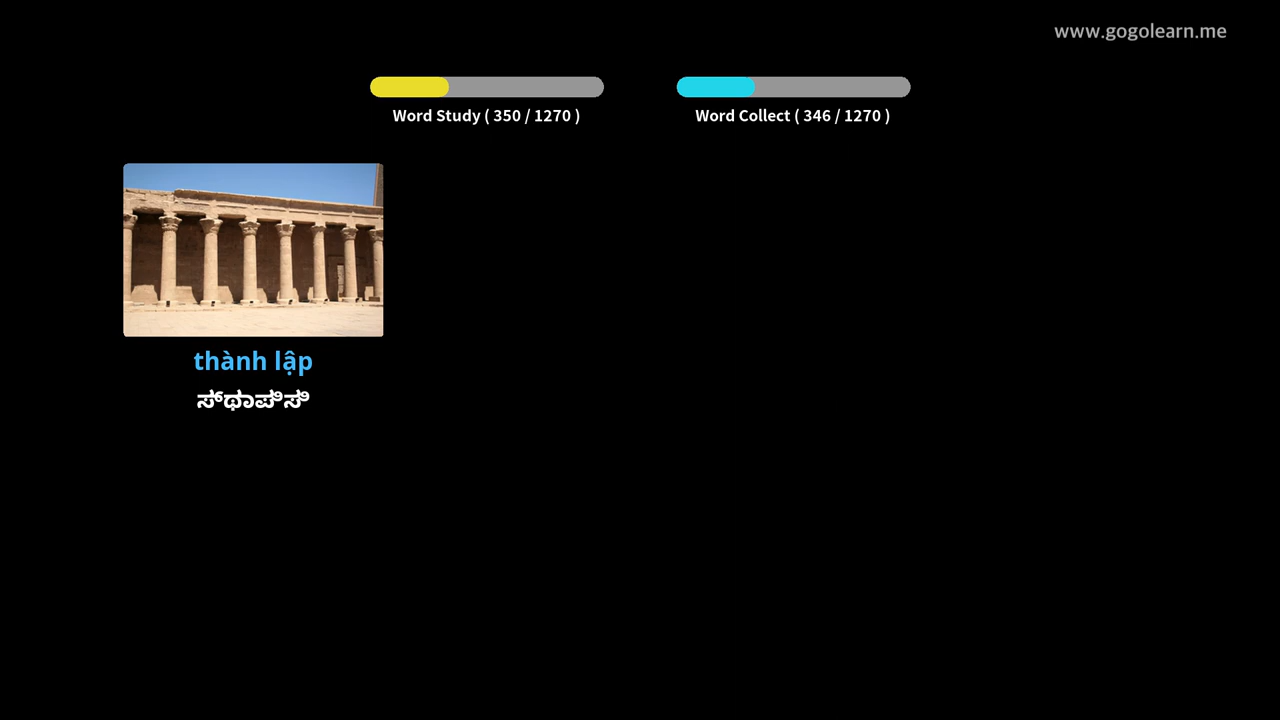 www.gogolearn.me
Word Study ( 350 / 1270 )
Word Collect ( 346 / 1270 )
thành lập
ಸ್ಥಾಪಿಸಿ